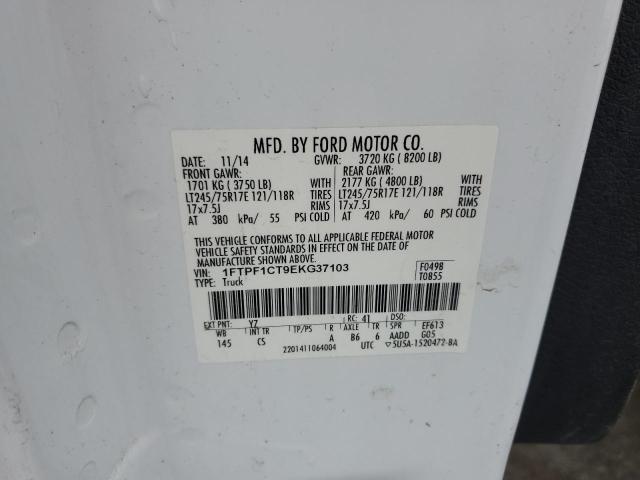 MFD. BY FORD MOTOR CO.
DATE: 11/14 GVWR: 3720 KG ( 8200 LB)
FRONT GAWR: REAR GAWR:
1701 KG ( 3750 LB) WITH 2177 KG ( 4800 LB) WITH
LT245/75R17E 121/118R TIRES LT245/75R17E 121/118R TIRES
17x7.5J RIMS 17x7.5J RIMS
AT 380 kPa/ 55 PSI COLD AT 420 kPa/ 60 PSI COLD
THIS VEHICLE CONFORMS TO ALL APPLICABLE FEDERAL MOTOR
VEHICLE SAFETY STANDARDS IN EFFECT ON THE DATE OF
MANUFACTURE SHOWN ABOVE.
VIN: 1FTPF1CT9EKG37103 F0498
TYPE: Truck T0B55
EXT PNT: YZ RC: 41 DSO:
WB INT TR TP/PS R AXLE TR SPR EF613
145 CS A B6 6 AADD G05
2201411064004 UTC 5U5A-1520472-BA